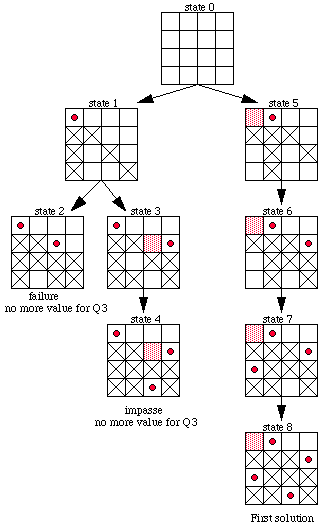 state 0
state 1
state 5
state 2
state 3
state 6
failure
no more value for Q3
state 4
state 7
impasse
no more value for Q3
state 8
First solution